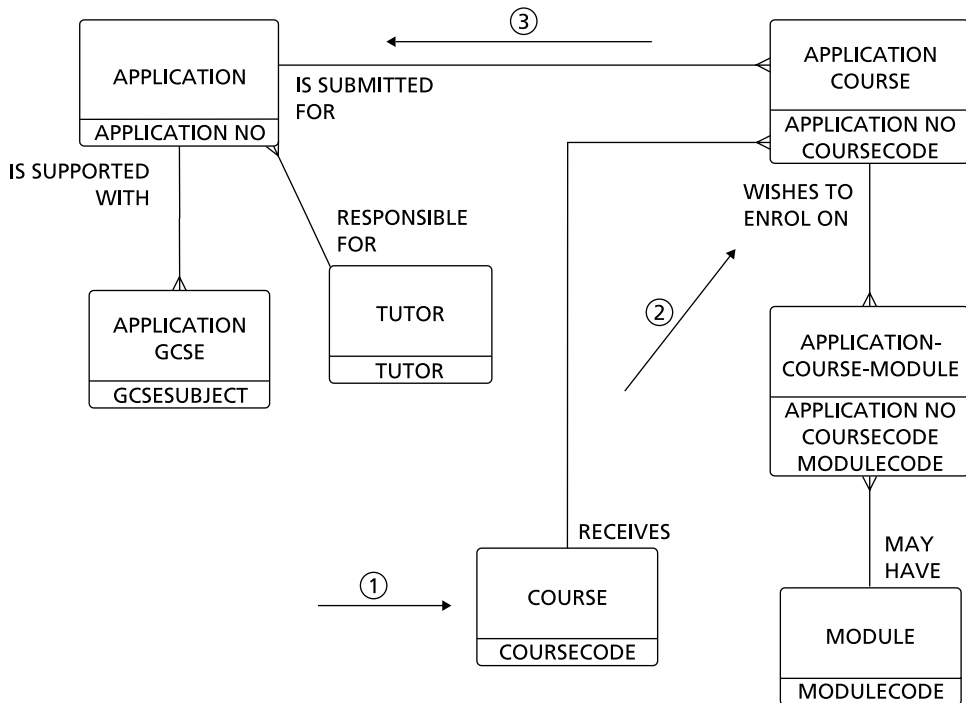 ③
APPLICATION
APPLICATION NO
IS SUBMITTED
FOR
APPLICATION
COURSE
APPLICATION NO
COURSECODE
IS SUPPORTED
WITH
RESPONSIBLE
FOR
WISHES TO
ENROL ON
APPLICATION
GCSE
GCSESUBJECT
TUTOR
TUTOR
②
APPLICATION-
COURSE-MODULE
APPLICATION NO
COURSECODE
MODULECODE
RECEIVES
MAY
HAVE
①
COURSE
COURSECODE
MODULE
MODULECODE